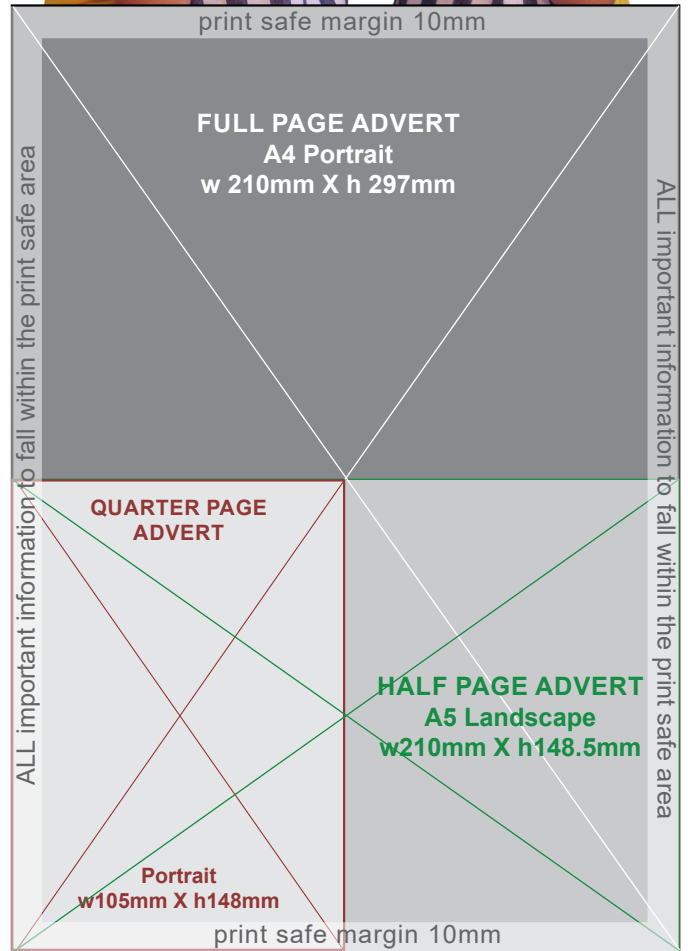 print safe margin 10mm
FULL PAGE ADVERT
A4 Portrait
w 210mm X h 297mm
ALL important information to fall within the print safe area
ALL important information to fall within the print safe area
QUARTER PAGE
ADVERT
HALF PAGE ADVERT
A5 Landscape
w210mm X h148.5mm
Portrait
w105mm X h148mm
print safe margin 10mm